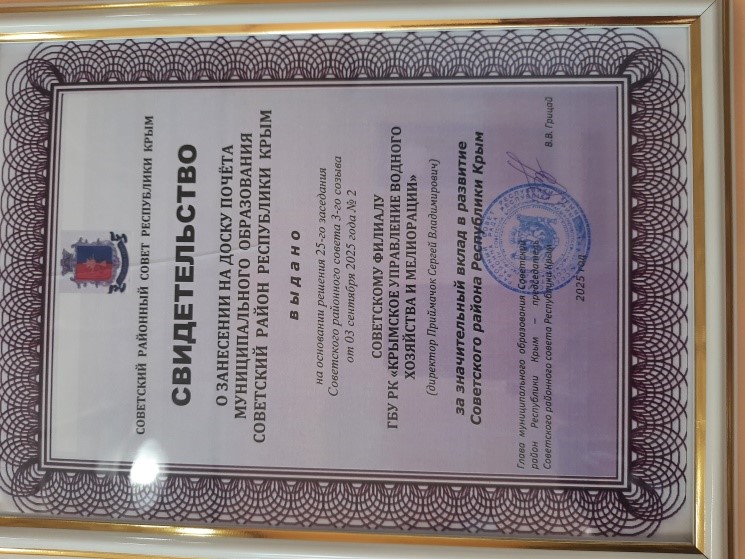 СОВЕТСКИЙ РАЙОННЫЙ СОВЕТ РЕСПУБЛИКИ КРЫМ
СВИДЕТЕЛЬСТВО
О ЗАНЕСЕНИИ НА ДОСКУ ПОЧЁТА
МУНИЦИПАЛЬНОГО ОБРАЗОВАНИЯ
СОВЕТСКИЙ РАЙОН РЕСПУБЛИКИ КРЫМ
выдано
на основании решения 25-го заседания
Советского районного совета 3-го созыва
от 03 сентября 2025 года № 2
СОВЕТСКОМУ ФИЛИАЛУ
ГБУ РК «КРЫМСКОЕ УПРАВЛЕНИЕ ВОДНОГО
ХОЗЯЙСТВА И МЕЛИОРАЦИИ»
(директор Приймачок Сергей Владимирович)
за значительный вклад в развитие
Советского района Республики Крым
Глава муниципального образования Советский
район Республики Крым – председатель
Советского районного совета Республики Крым
В.В. Грицай
2025 год